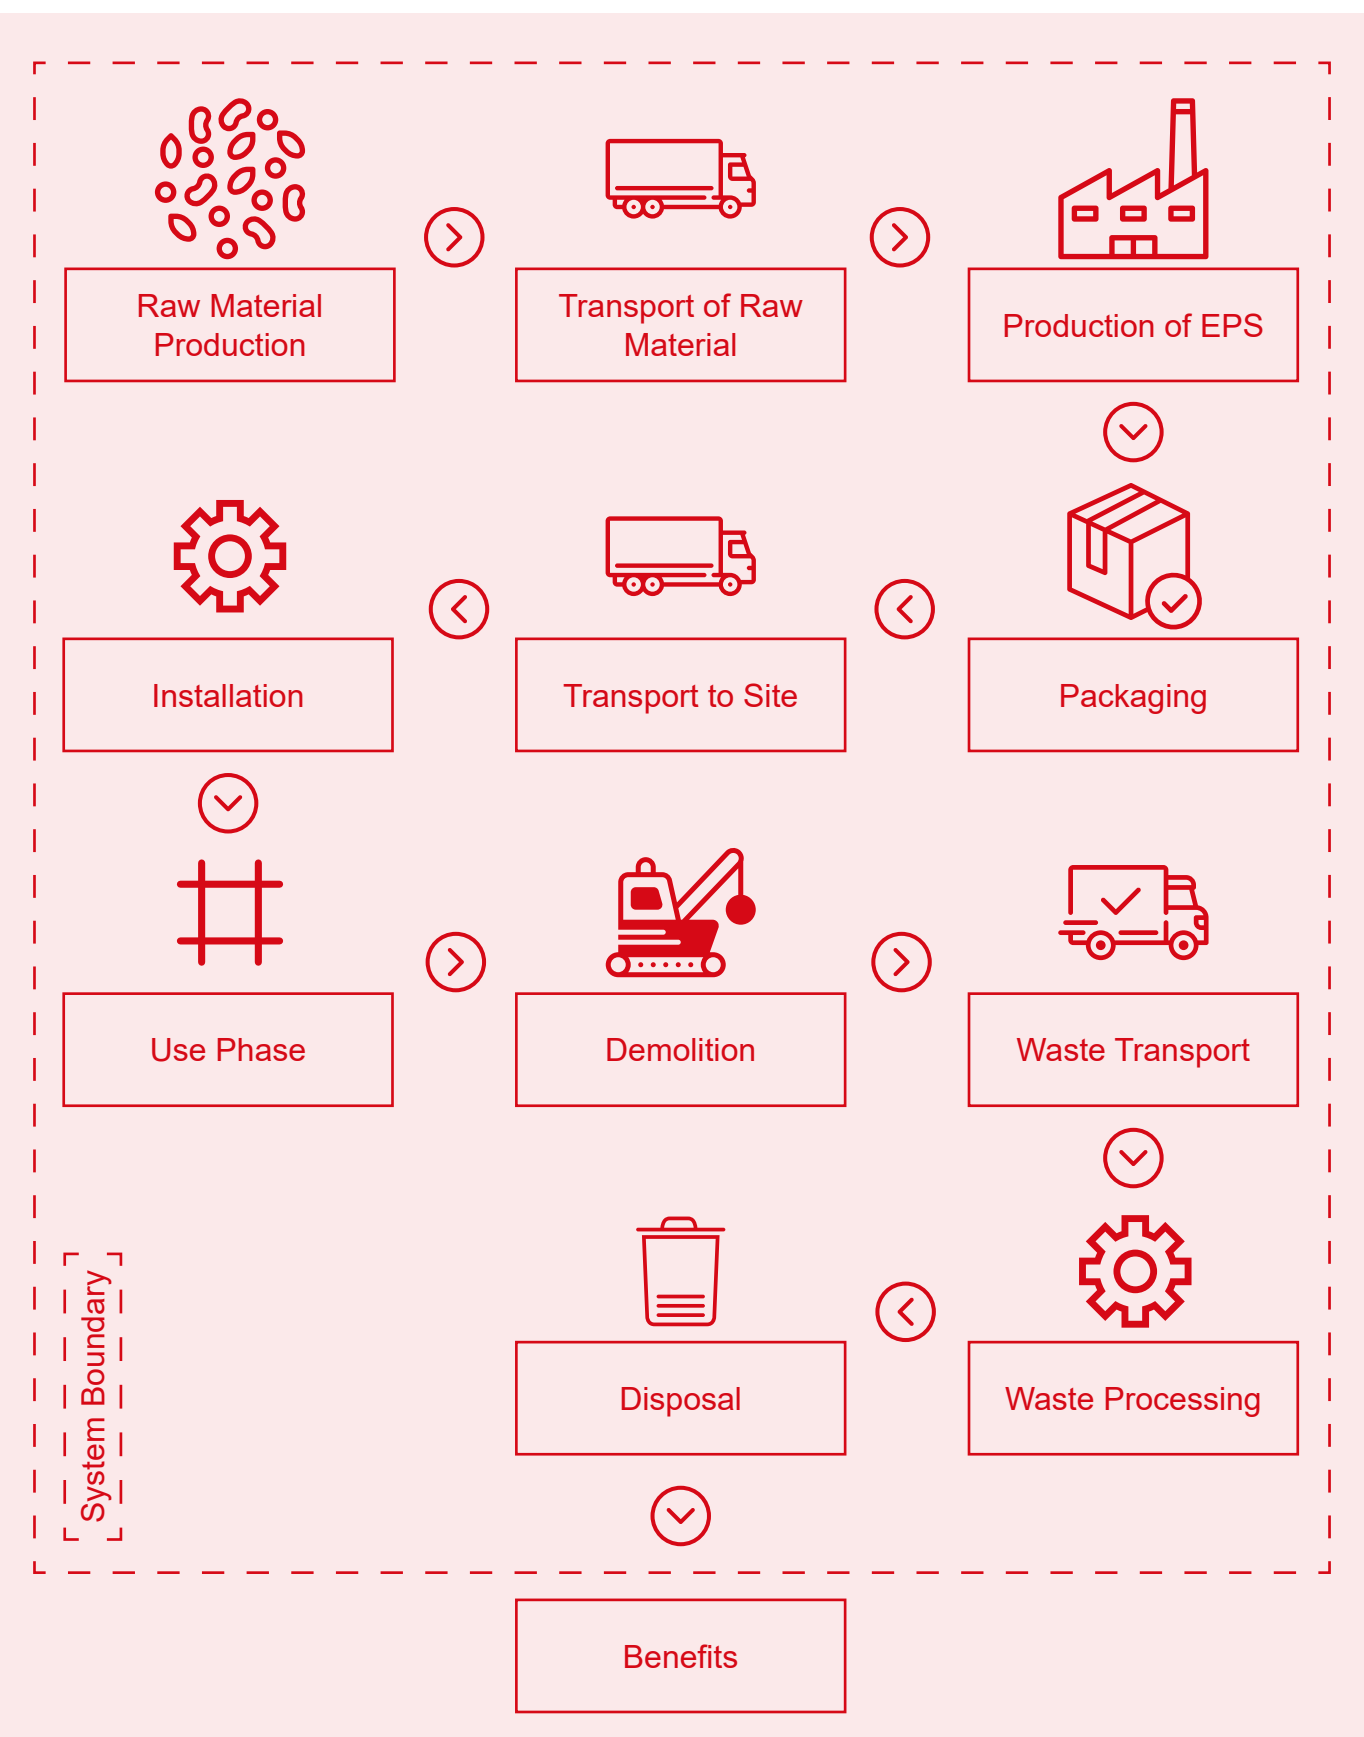 Raw Material
Production
Transport of Raw
Material
Production of EPS
Installation
Transport to Site
Packaging
Use Phase
Demolition
Waste Transport
System Boundary
Disposal
Waste Processing
Benefits